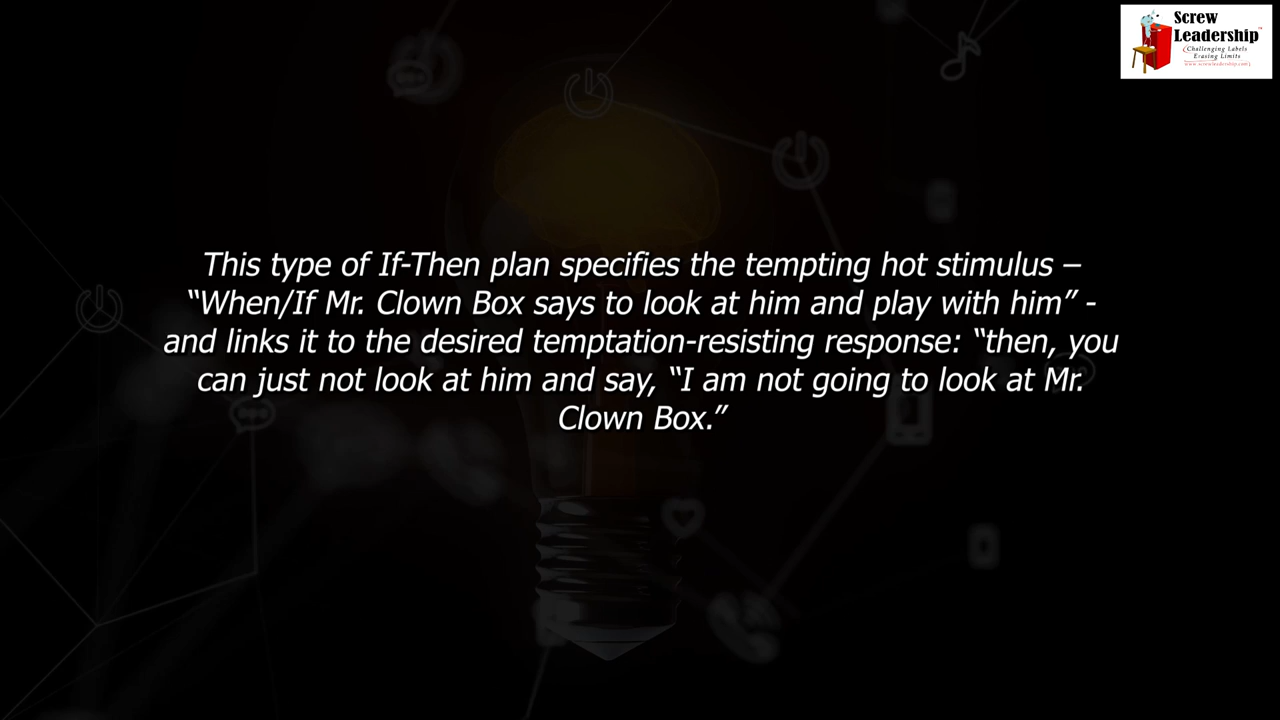 Screw
Leadership™
Challenging Labels
Erasing Limits
This type of If-Then plan specifies the tempting hot stimulus –
“When/If Mr. Clown Box says to look at him and play with him” -
and links it to the desired temptation-resisting response: “then, you
can just not look at him and say, “I am not going to look at Mr.
Clown Box.”